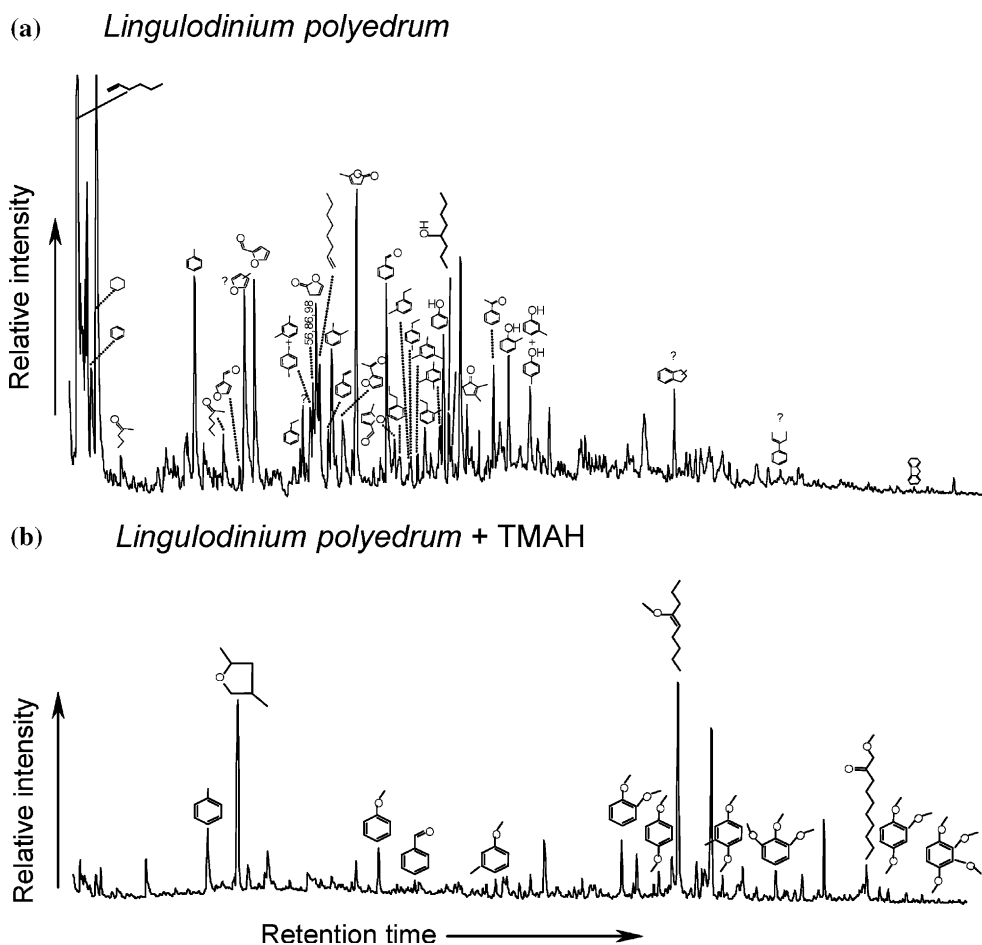 (a) Lingulodinium polyedrum
Relative intensity
?
56,86,98
?
?
?
(b) Lingulodinium polyedrum + TMAH
Relative intensity
Retention time